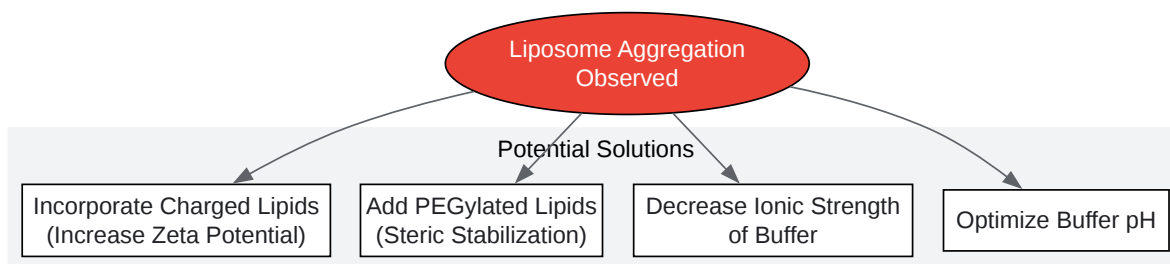 Liposome Aggregation
Observed
Potential Solutions
Incorporate Charged Lipids
(Increase Zeta Potential)
Add PEGylated Lipids
(Steric Stabilization)
Decrease Ionic Strength
of Buffer
Optimize Buffer pH